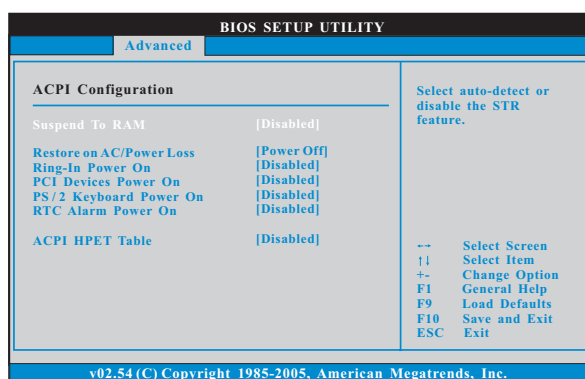 BIOS SETUP UTILITY
Advanced
ACPI Configuration
Suspend To RAM [Disabled]
Restore on AC/Power Loss [Power Off]
Ring-In Power On [Disabled]
PCI Devices Power On [Disabled]
PS/2 Keyboard Power On [Disabled]
RTC Alarm Power On [Disabled]
ACPI HPET Table [Disabled]
Select auto-detect or
disable the STR
feature.
←→ Select Screen
↑↓ Select Item
+- Change Option
F1 General Help
F9 Load Defaults
F10 Save and Exit
ESC Exit
v02.54 (C) Copyright 1985-2005, American Megatrends, Inc.